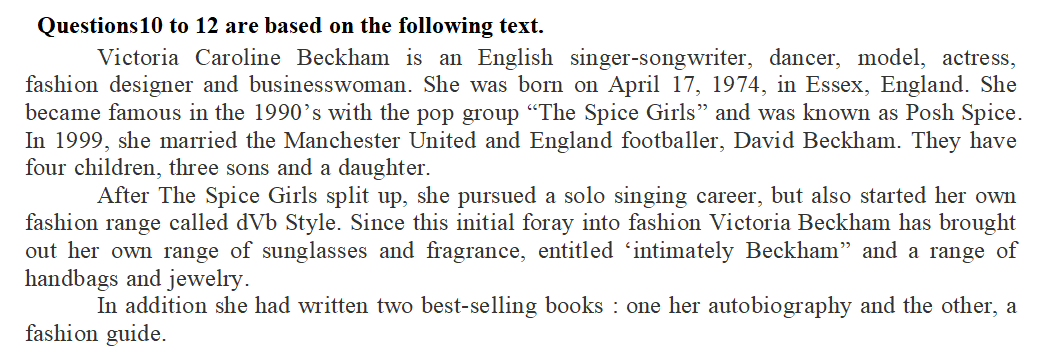 Questions10 to 12 are based on the following text.
Victoria Caroline Beckham is an English singer-songwriter, dancer, model, actress,
fashion designer and businesswoman. She was born on April 17, 1974, in Essex, England. She
became famous in the 1990’s with the pop group “The Spice Girls” and was known as Posh Spice.
In 1999, she married the Manchester United and England footballer, David Beckham. They have
four children, three sons and a daughter.
After The Spice Girls split up, she pursued a solo singing career, but also started her own
fashion range called dVb Style. Since this initial foray into fashion Victoria Beckham has brought
out her own range of sunglasses and fragrance, entitled ‘intimately Beckham” and a range of
handbags and jewelry.
In addition she had written two best-selling books : one her autobiography and the other, a
fashion guide.